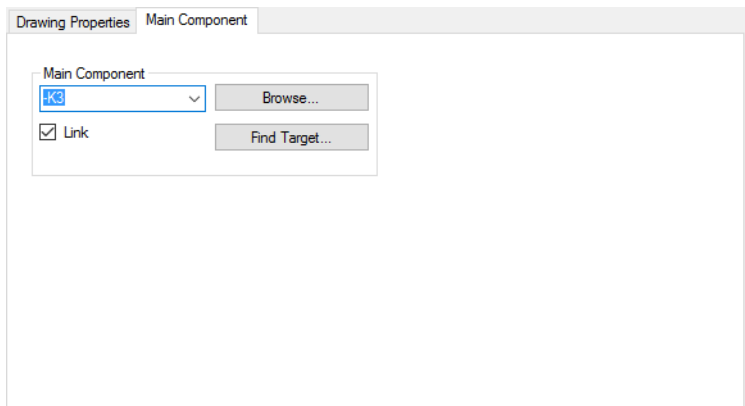 Drawing Properties
Main Component
Main Component
-K3
Browse...
Link
Find Target...